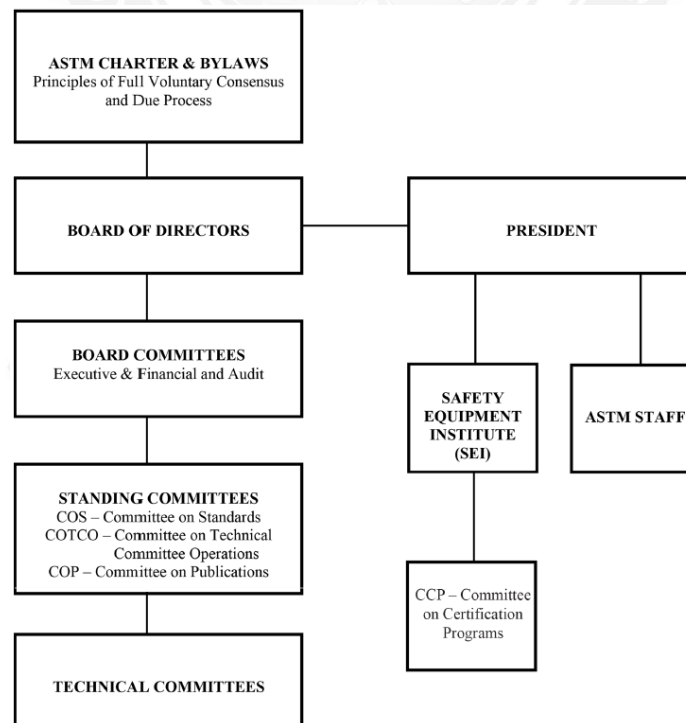 ASTM CHARTER & BYLAWS
Principles of Full Voluntary Consensus
and Due Process
BOARD OF DIRECTORS
PRESIDENT
BOARD COMMITTEES
Executive & Financial and Audit
SAFETY
EQUIPMENT
INSTITUTE
(SEI)
ASTM STAFF
STANDING COMMITTEES
COS – Committee on Standards
COTCO – Committee on Technical
Committee Operations
COP – Committee on Publications
CCP – Committee
on Certification
Programs
TECHNICAL COMMITTEES